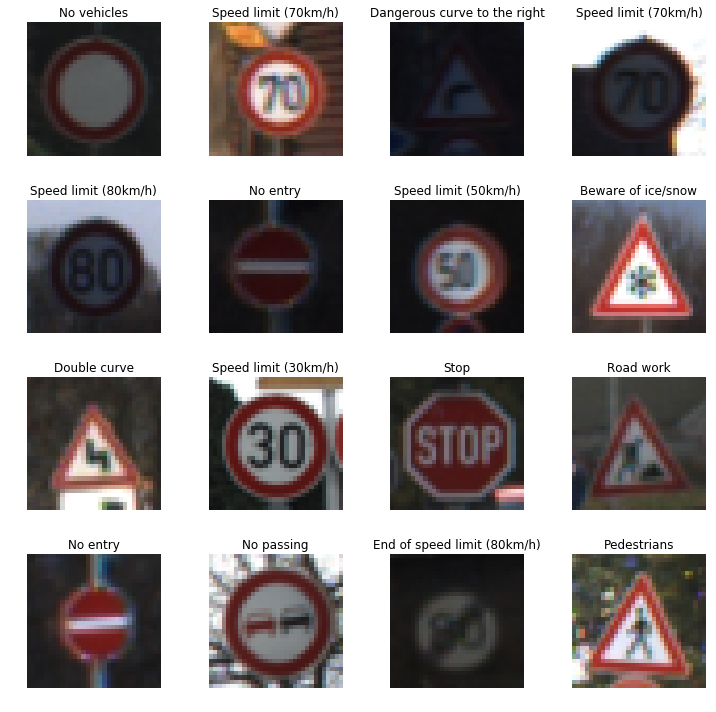 No vehicles
Speed limit (70km/h)
Dangerous curve to the right
Speed limit (70km/h)
70
70
Speed limit (80km/h)
No entry
Speed limit (50km/h)
Beware of ice/snow
80
50
Double curve
Speed limit (30km/h)
Stop
Road work
30
STOP
No entry
No passing
End of speed limit (80km/h)
Pedestrians
80